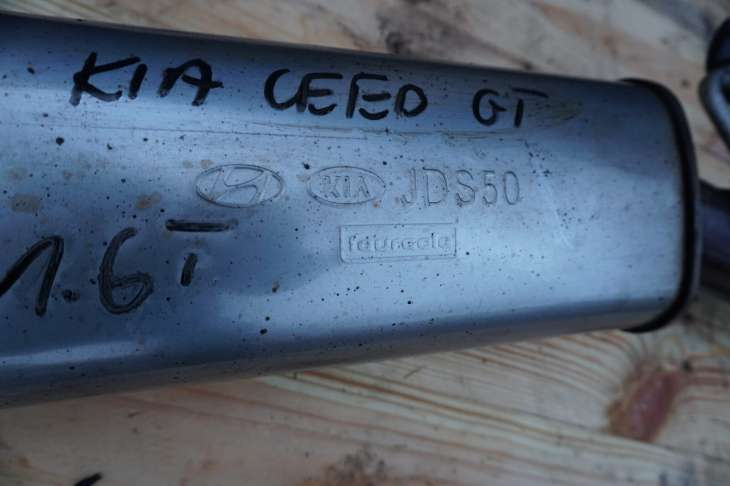 KIA CEED GT
KIA JDS50
faurecia
1.6T